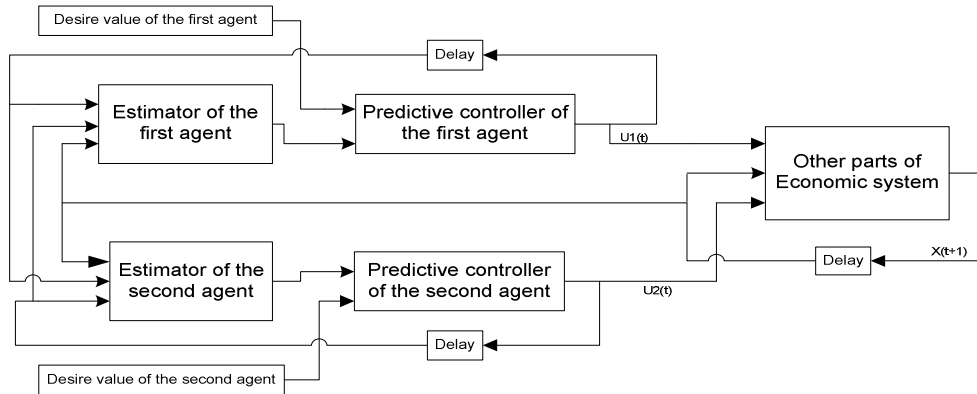 Desire value of the first agent
Delay
Estimator of the
first agent
Predictive controller of
the first agent
U1(t)
Other parts of
Economic system
Estimator of the
second agent
Predictive controller
of the second agent
U2(t)
Delay
X(t+1)
Delay
Desire value of the second agent